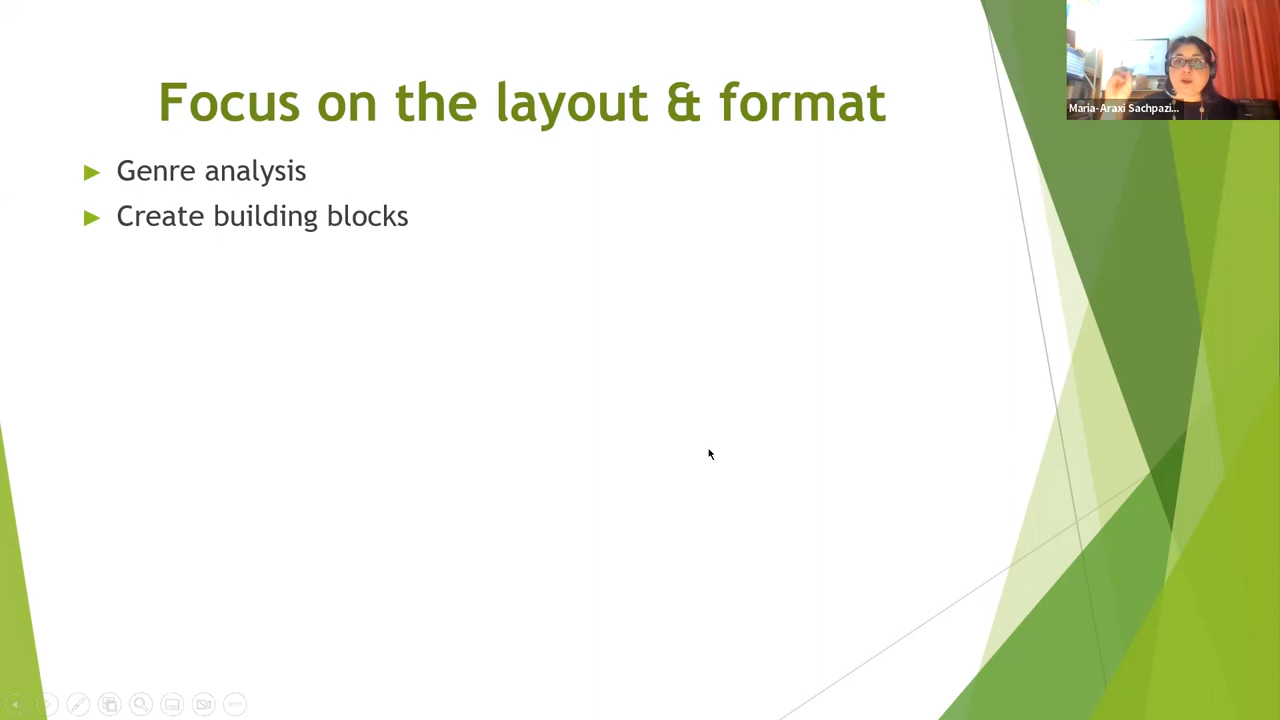 Focus on the layout & format
Genre analysis
Create building blocks
Maria-Araxi Sachpazi...